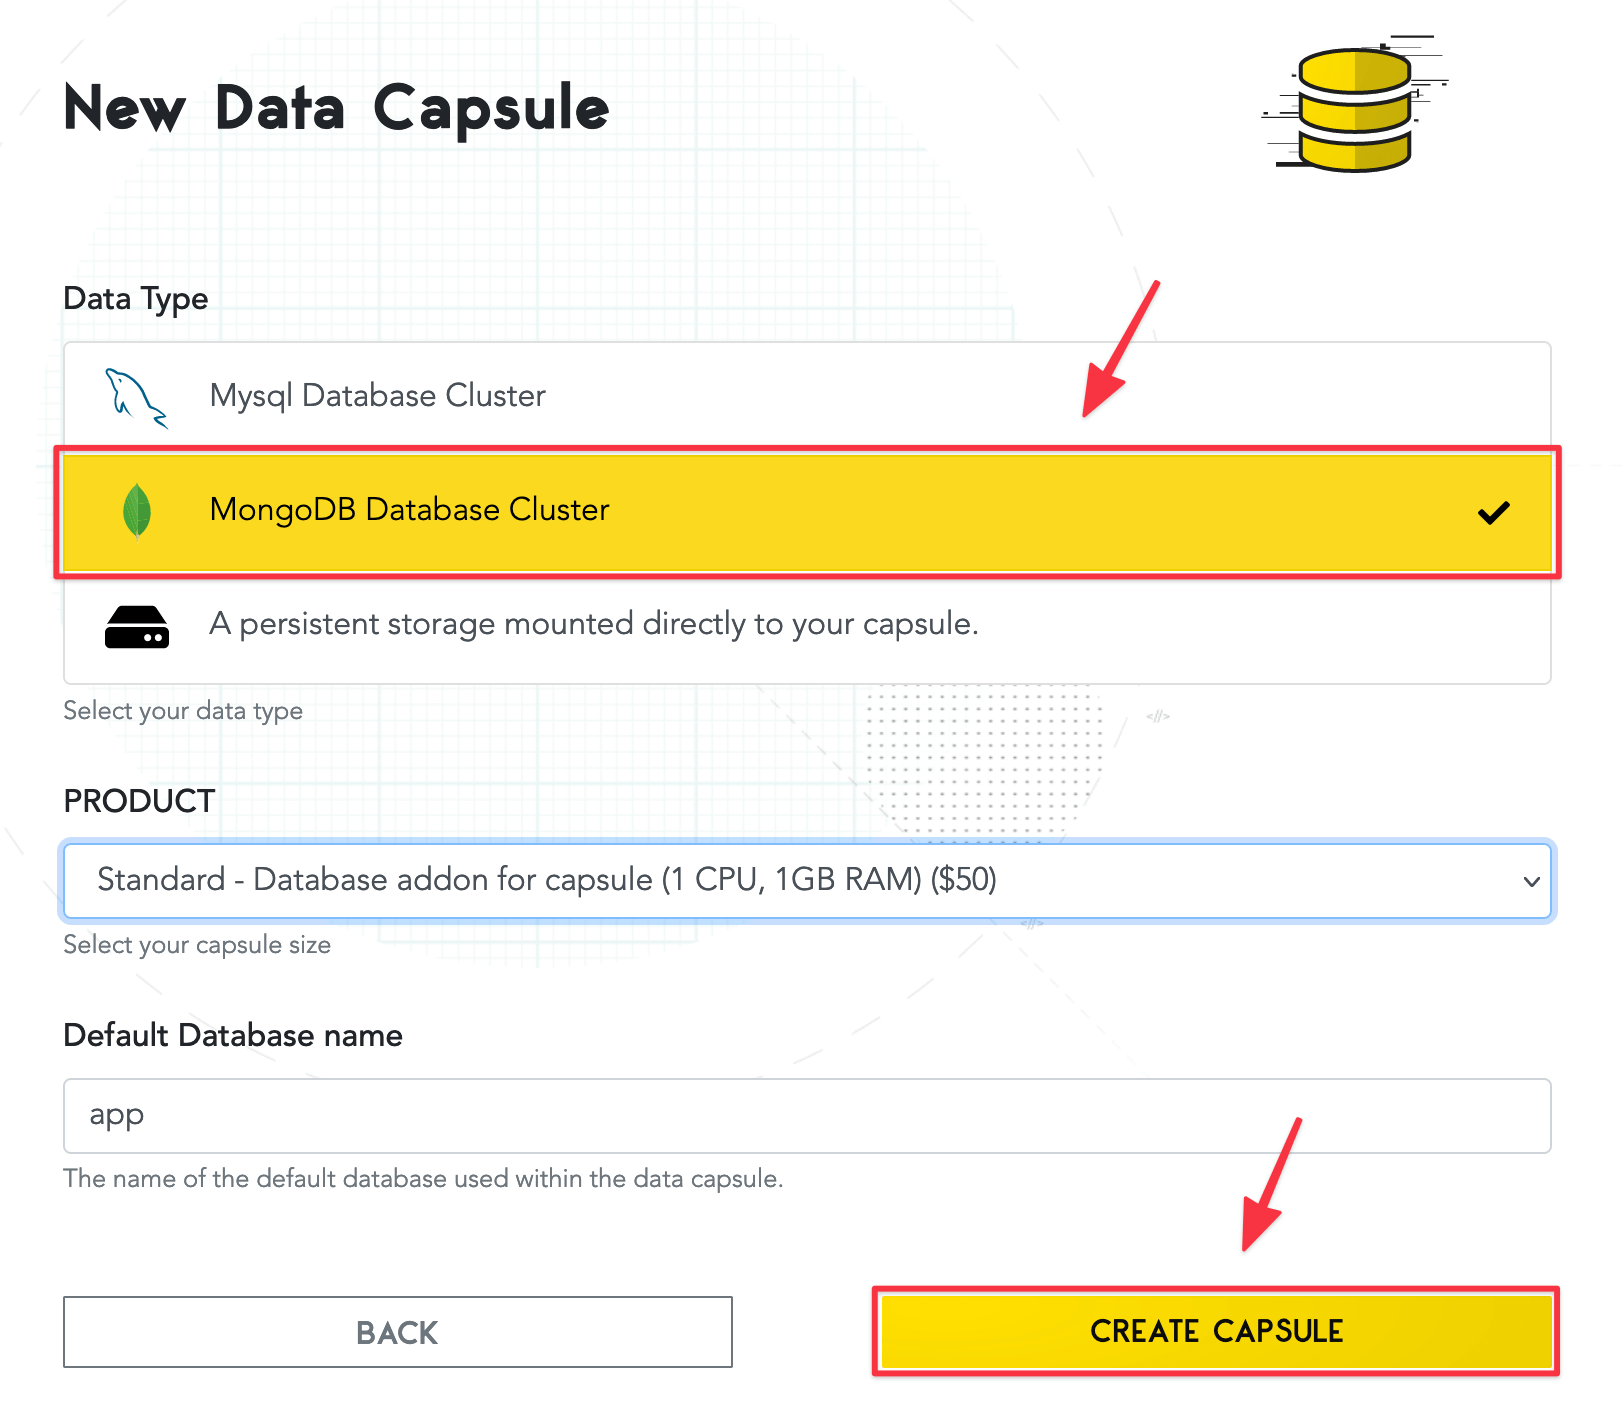 New Data Capsule
Data Type
Mysql Database Cluster
MongoDB Database Cluster
A persistent storage mounted directly to your capsule.
Select your data type
</>
PRODUCT
Standard - Database addon for capsule (1 CPU, 1GB RAM) ($50)
</>
Select your capsule size
Default Database name
app
The name of the default database used within the data capsule.
BACK
CREATE CAPSULE